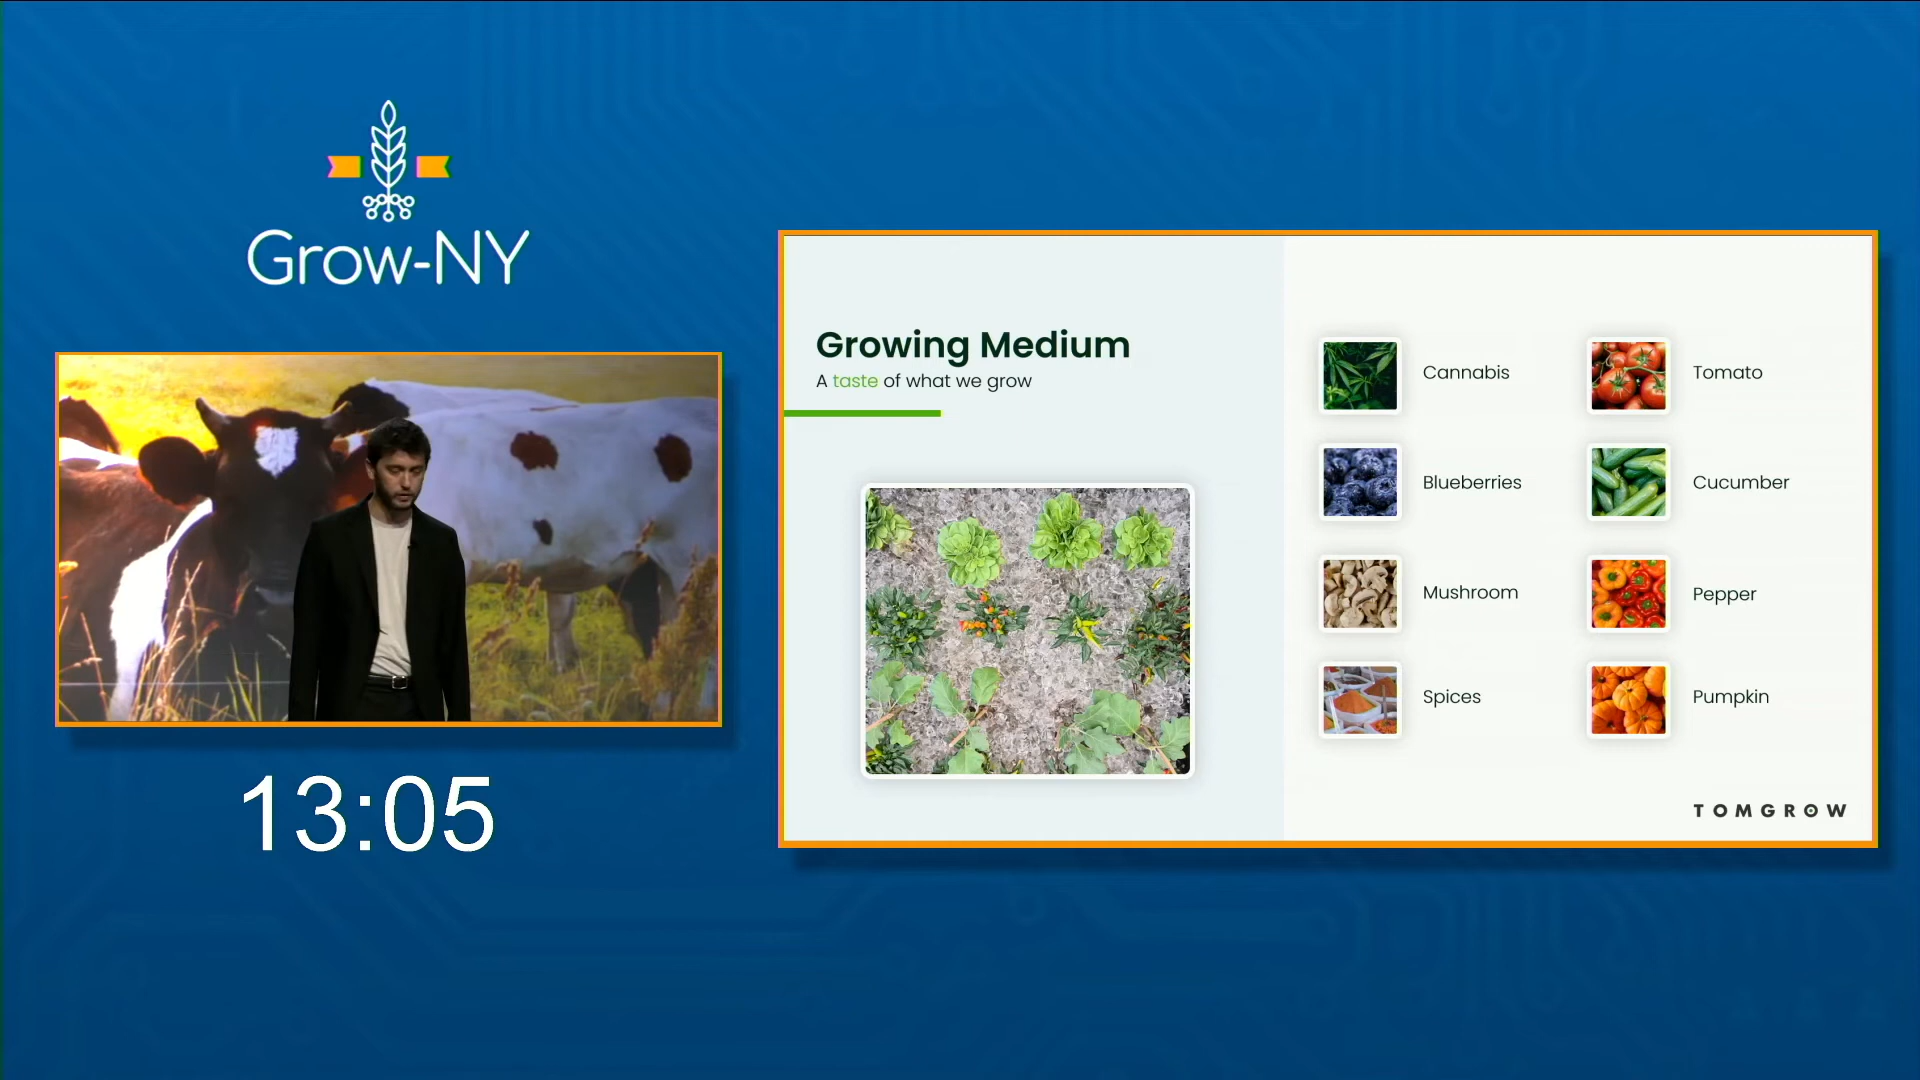 Grow-NY
13:05
Growing Medium
A taste of what we grow
Cannabis
Tomato
Blueberries
Cucumber
Mushroom
Pepper
Spices
Pumpkin
TOMGROW